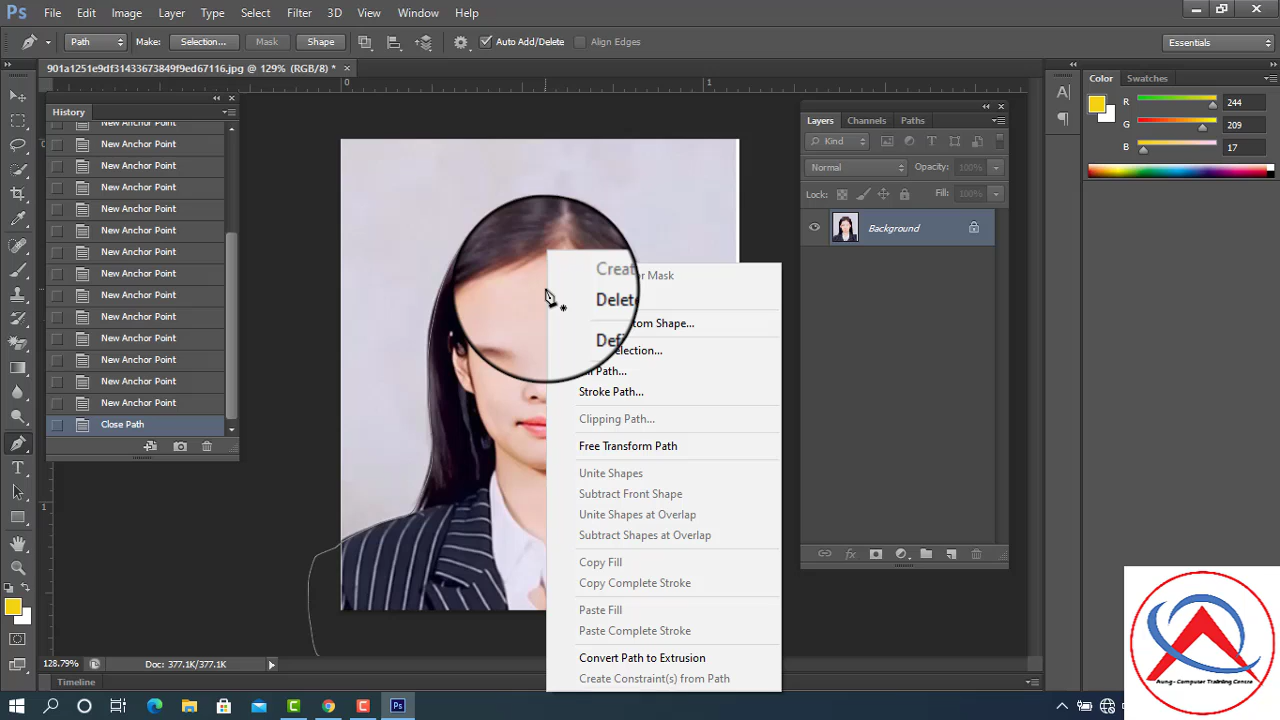 Ps File Edit Image Layer Type Select Filter 3D View Window Help
Path Make: Selection... Mask Shape Auto Add/Delete Align Edges Essentials
901a1251e9df31433673849f9ed67116.jpg @ 129% (RGB/8) * ×
0 1
History
New Anchor Point
New Anchor Point
New Anchor Point
New Anchor Point
New Anchor Point
New Anchor Point
New Anchor Point
New Anchor Point
New Anchor Point
New Anchor Point
New Anchor Point
New Anchor Point
New Anchor Point
New Anchor Point
Close Path
Creat or Mask
Delete
Def tom Shape...
election...
Path...
Stroke Path...
Clipping Path...
Free Transform Path
Unite Shapes
Subtract Front Shape
Unite Shapes at Overlap
Subtract Shapes at Overlap
Copy Fill
Copy Complete Stroke
Paste Fill
Paste Complete Stroke
Convert Path to Extrusion
Create Constraint(s) from Path
Layers Channels Paths
Kind
Normal Opacity: 100%
Lock: Fill: 100%
Background
Color Swatches
R 244
G 209
B 17
128.79% Doc: 377.1K/377.1K
Timeline
Aung - Computer Training Centre